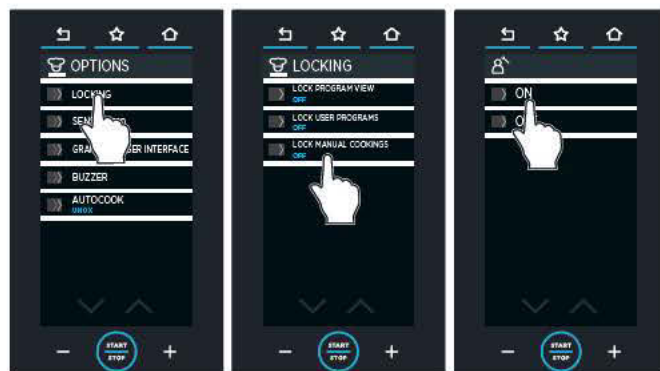 OPTIONS
LOCKING
BUZZER
AUTOCOOK
UNOX
START
STOP
LOCKING
LOCK PROGRAM VIEW
OFF
LOCK USER PROGRAMS
OFF
LOCK MANUAL COOKINGS
OFF
START
STOP
ON
START
STOP